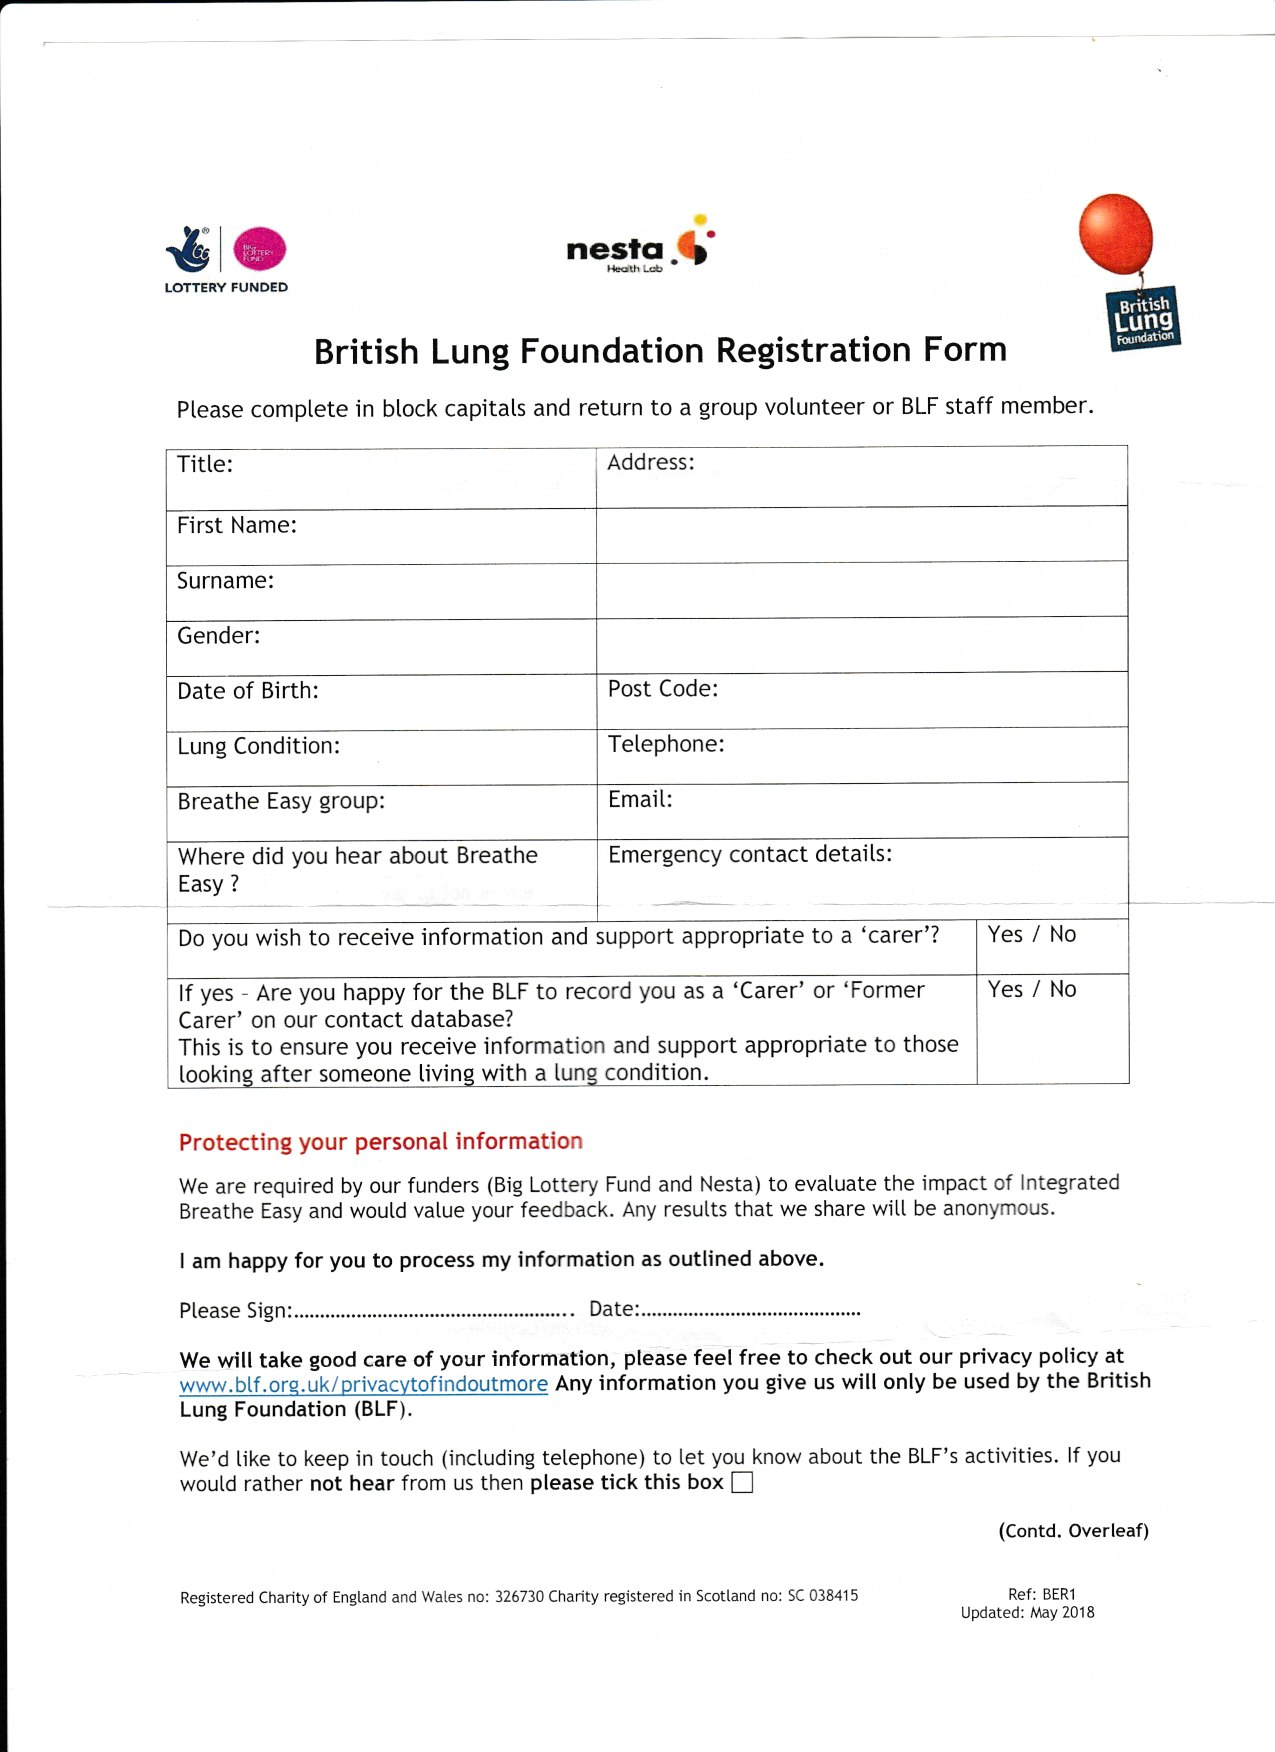 BIG
LOTTERY
FUND
LOTTERY FUNDED
nesta
Health Lab
British
Lung
Foundation
British Lung Foundation Registration Form
Please complete in block capitals and return to a group volunteer or BLF staff member.
Title:
Address:
First Name:
Surname:
Gender:
Date of Birth:
Post Code:
Lung Condition:
Telephone:
Breathe Easy group:
Email:
Where did you hear about Breathe
Easy ?
Emergency contact details:
Do you wish to receive information and support appropriate to a ‘carer’?
Yes / No
If yes - Are you happy for the BLF to record you as a ‘Carer’ or ‘Former
Carer’ on our contact database?
This is to ensure you receive information and support appropriate to those
looking after someone living with a lung condition.
Yes / No
Protecting your personal information
We are required by our funders (Big Lottery Fund and Nesta) to evaluate the impact of Integrated
Breathe Easy and would value your feedback. Any results that we share will be anonymous.
I am happy for you to process my information as outlined above.
Please Sign:...................................................... Date:..........................................
We will take good care of your information, please feel free to check out our privacy policy at
www.blf.org.uk/privacytofindoutmore Any information you give us will only be used by the British
Lung Foundation (BLF).
We’d like to keep in touch (including telephone) to let you know about the BLF’s activities. If you
would rather not hear from us then please tick this box
(Contd. Overleaf)
Registered Charity of England and Wales no: 326730 Charity registered in Scotland no: SC 038415
Ref: BER1
Updated: May 2018